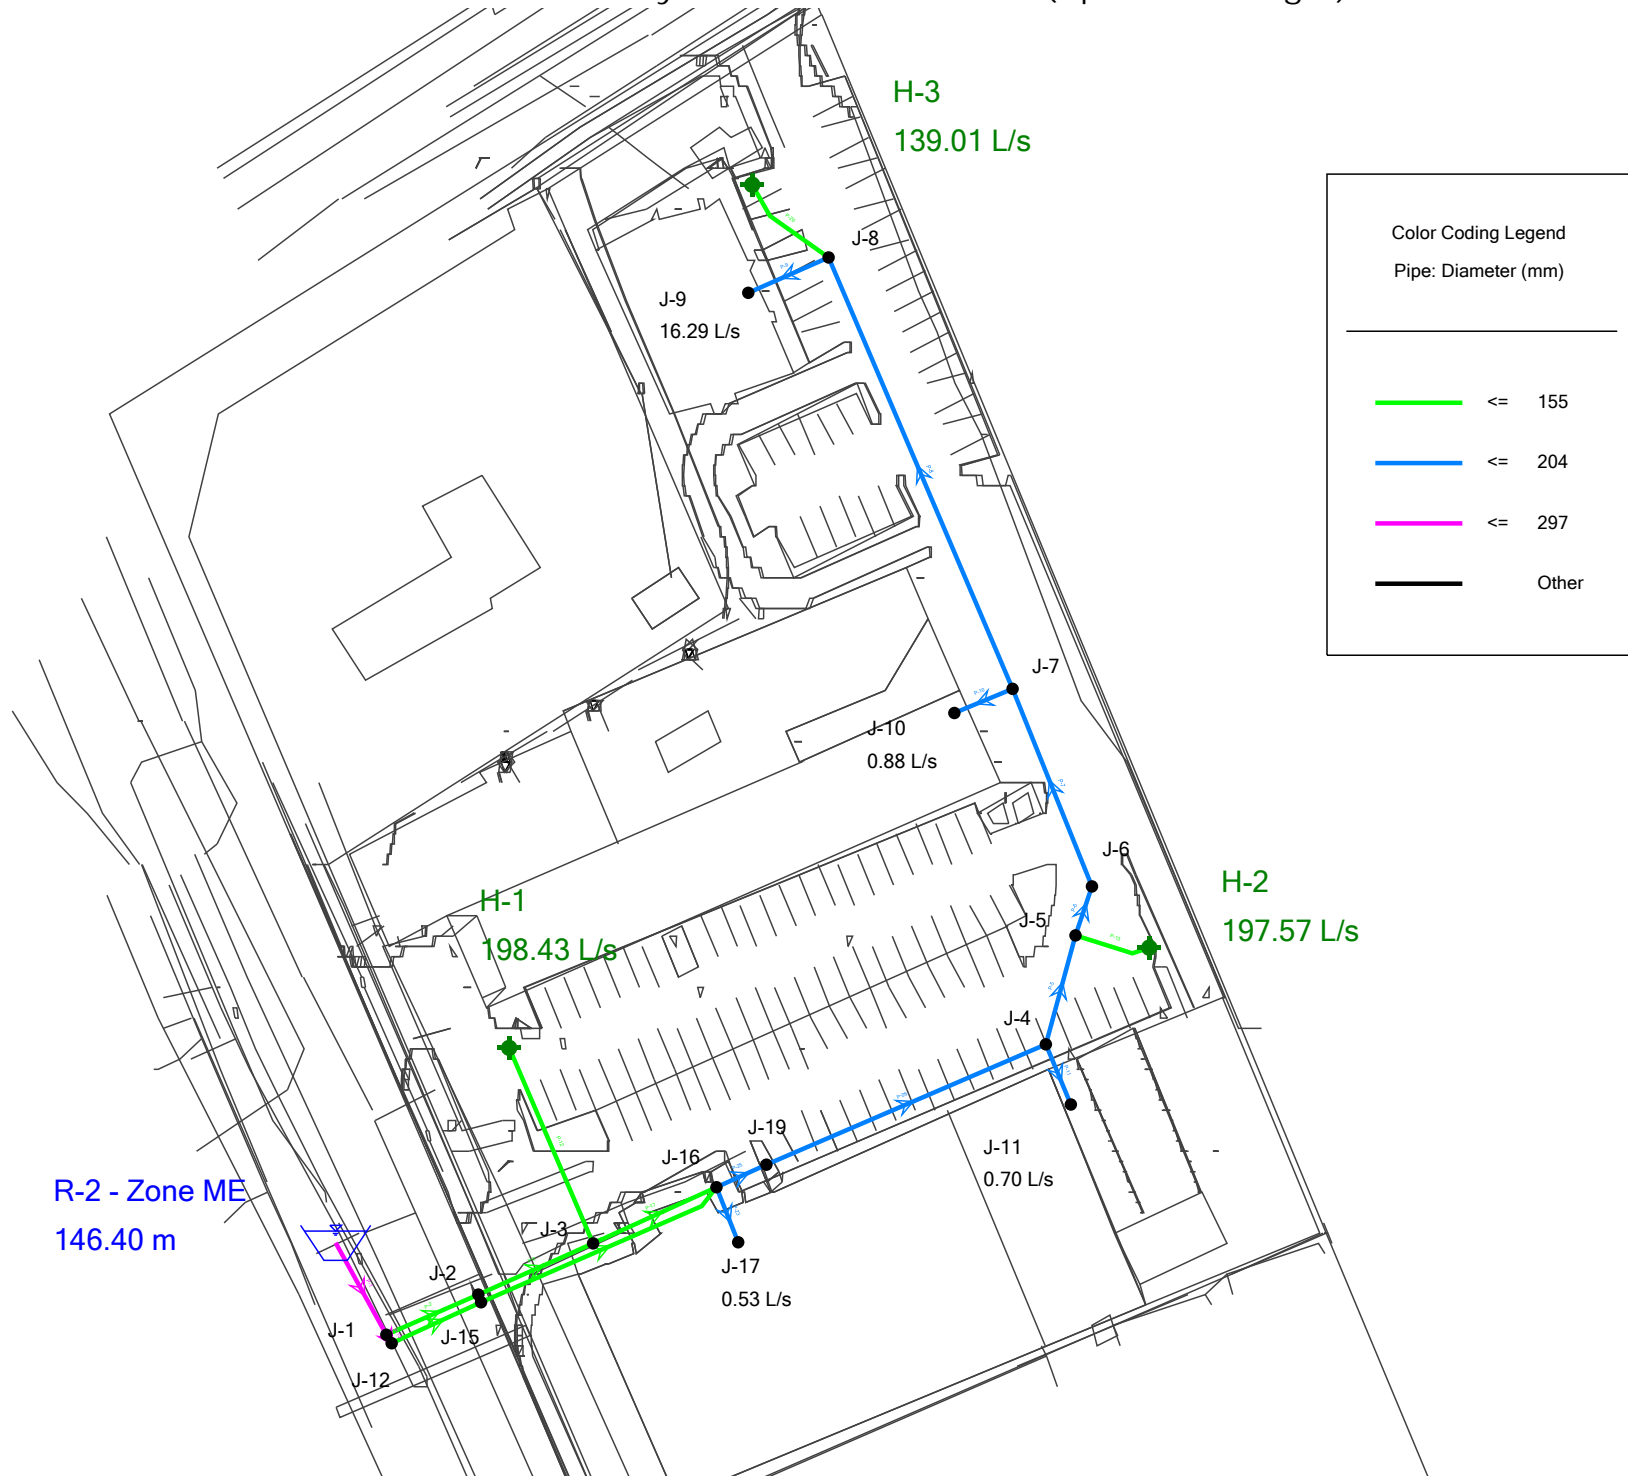 H-3
139.01 L/s
J-8
J-9
16.29 L/s
Color Coding Legend
Pipe: Diameter (mm)
<= 155
<= 204
<= 297
Other
J-7
J-10
0.88 L/s
J-6
H-2
197.57 L/s
H-1
198.43 L/s
J-5
J-4
J-19
J-16
J-11
0.70 L/s
R-2 - Zone ME
146.40 m
J-3
J-2
J-17
0.53 L/s
J-1
J-15
J-12